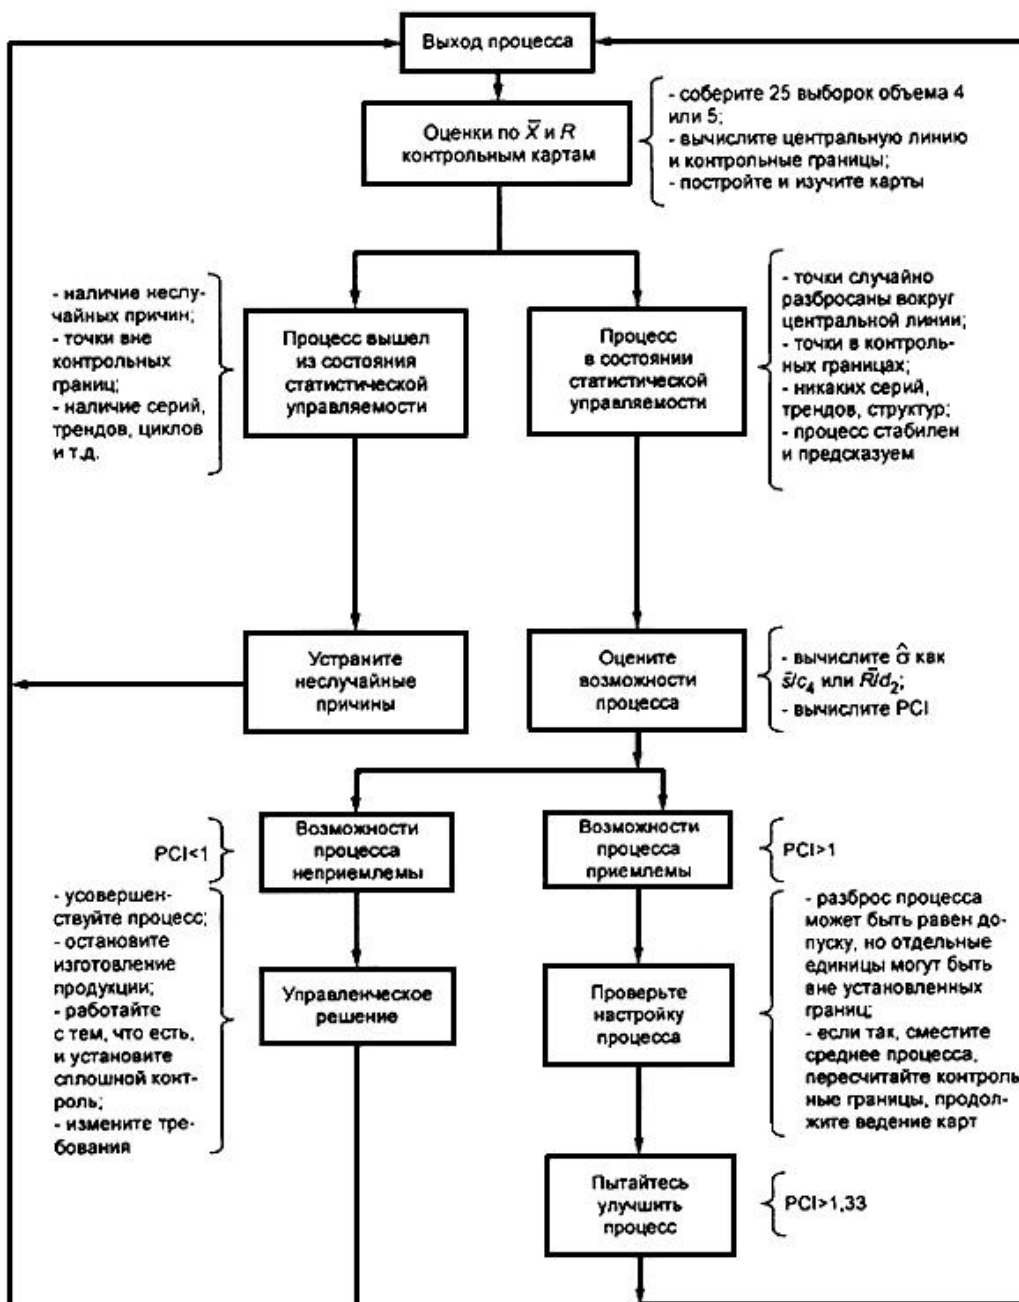 Выход процесса
Оценки по X̅ и R
контрольным картам
- соберите 25 выборок объема 4
или 5;
- вычислите центральную линию
и контрольные границы;
- постройте и изучите карты
- наличие неслу-
чайных причин;
- точки вне
контрольных
границ;
- наличие серий,
трендов, циклов
и т.д.
Процесс вышел
из состояния
статистической
управляемости
Процесс
в состоянии
статистической
управляемости
- точки случайно
разбросаны вокруг
центральной линии;
- точки в контроль-
ных границах;
- никаких серий,
трендов, структур;
- процесс стабилен
и предсказуем
Устраните
неслучайные
причины
Оцените
возможности
процесса
- вычислите σ̂ как
s̅/c₄ или R̅/d₂;
- вычислите PCI
PCI<1
Возможности
процесса
неприемлемы
Возможности
процесса
приемлемы
PCI>1
- усовершен-
ствуйте процесс;
- остановите
изготовление
продукции;
- работайте
с тем, что есть,
и установите
сплошной конт-
роль;
- измените тре-
бования
Управленческое
решение
Проверьте
настройку
процесса
- разброс процесса
может быть равен до-
пуску, но отдельные
единицы могут быть
вне установленных
границ;
- если так, сместите
среднее процесса,
пересчитайте контроль
ные границы, продол-
жите ведение карт
Пытайтесь
улучшить
процесс
PCI>1,33